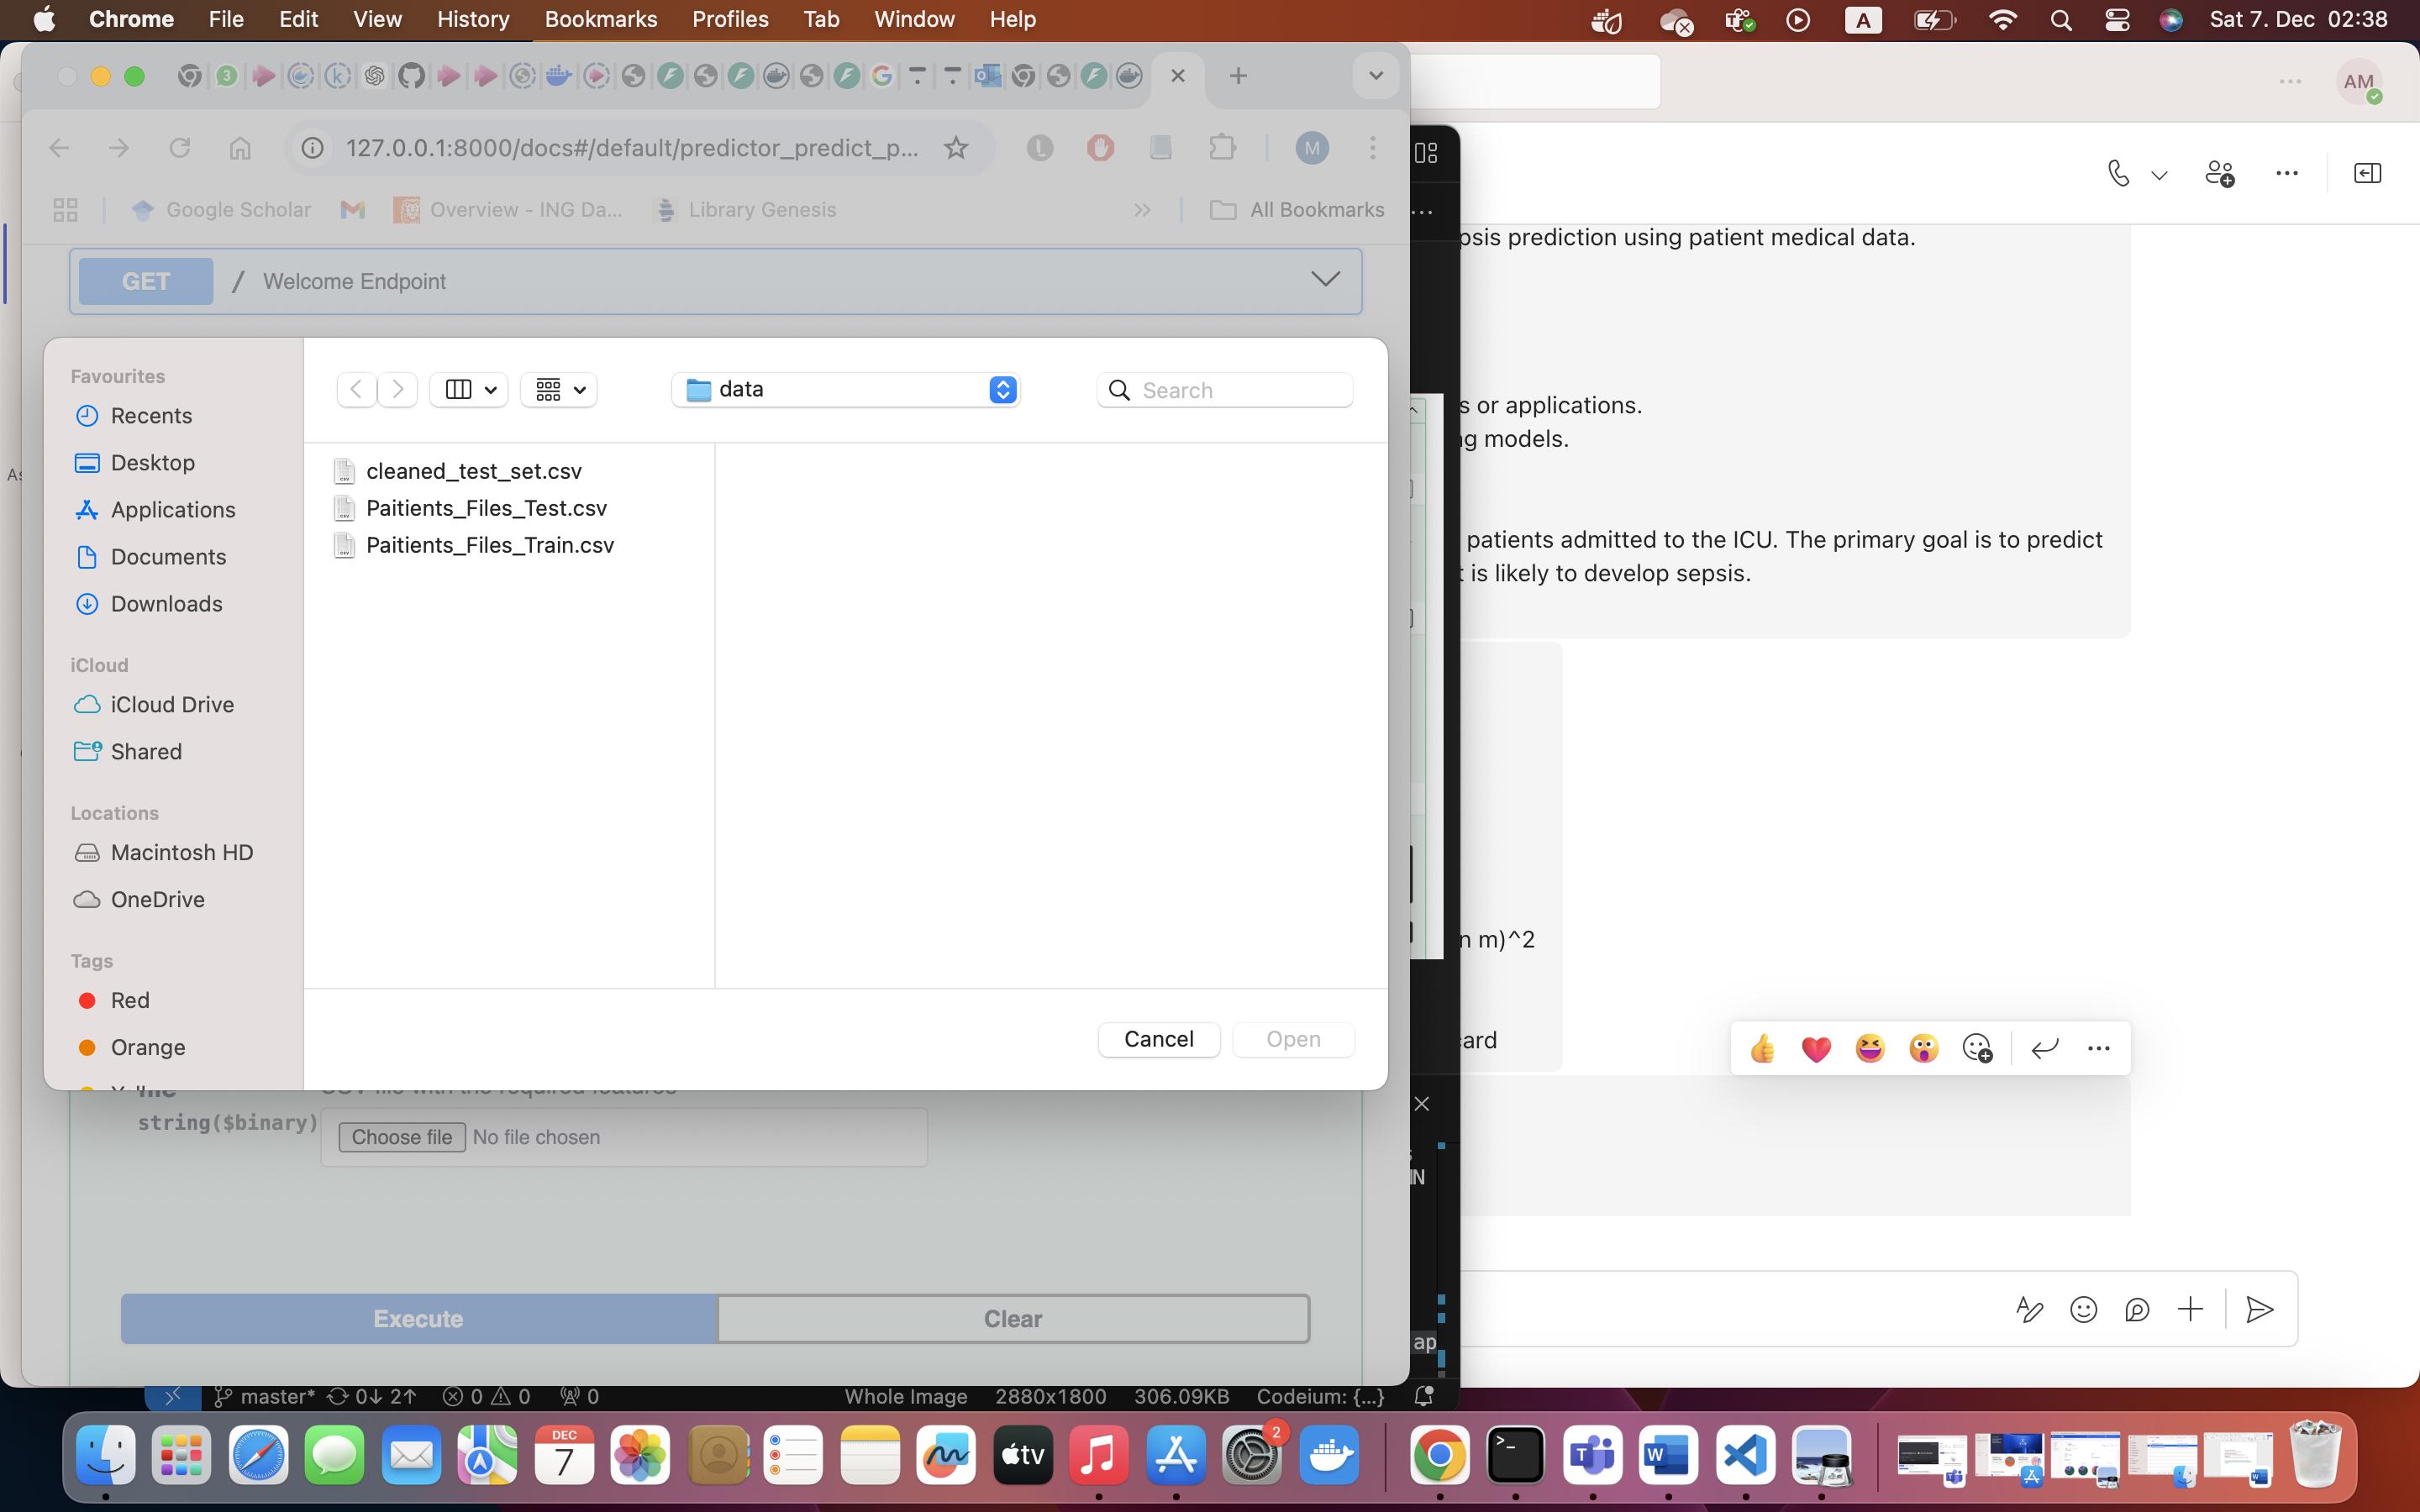 Chrome File Edit View History Bookmarks Profiles Tab Window Help
A
Sat 7. Dec 02:38
3
AM
127.0.0.1:8000/docs#/default/predictor_predict_p...
M
Google Scholar
Overview - ING Da...
Library Genesis
All Bookmarks
GET / Welcome Endpoint
psis prediction using patient medical data.
s or applications.
ng models.
patients admitted to the ICU. The primary goal is to predict
t is likely to develop sepsis.
n m)^2
Favourites
Recents
Desktop
Applications
Documents
Downloads
iCloud
iCloud Drive
Shared
Locations
Macintosh HD
OneDrive
Tags
Red
Orange
data
Search
cleaned_test_set.csv
Paitients_Files_Test.csv
Paitients_Files_Train.csv
Cancel
Open
string($binary)
Choose file No file chosen
Execute
Clear
ap
master* 0↓ 2↑ 0 0 0
Whole Image 2880x1800 306.09KB Codeium: {...}
DEC
7
tv
2